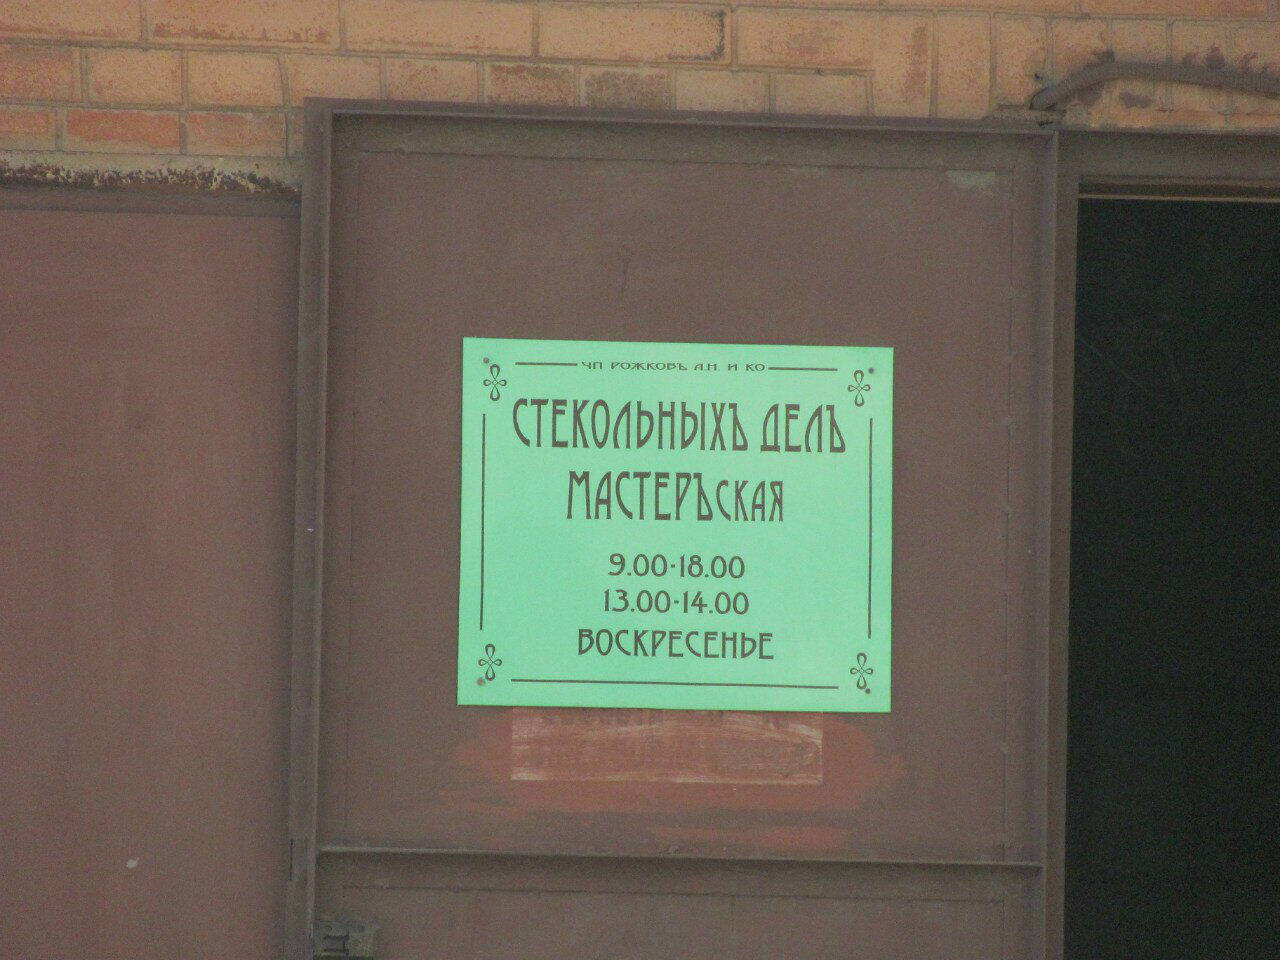 ЧП РОЖКОВЪ А.Н. И КО
СТЕКОЛЬНЫХЪ ДЕЛЪ
МАСТЕРЪСКАЯ
9.00-18.00
13.00-14.00
ВОСКРЕСЕНЬЕ